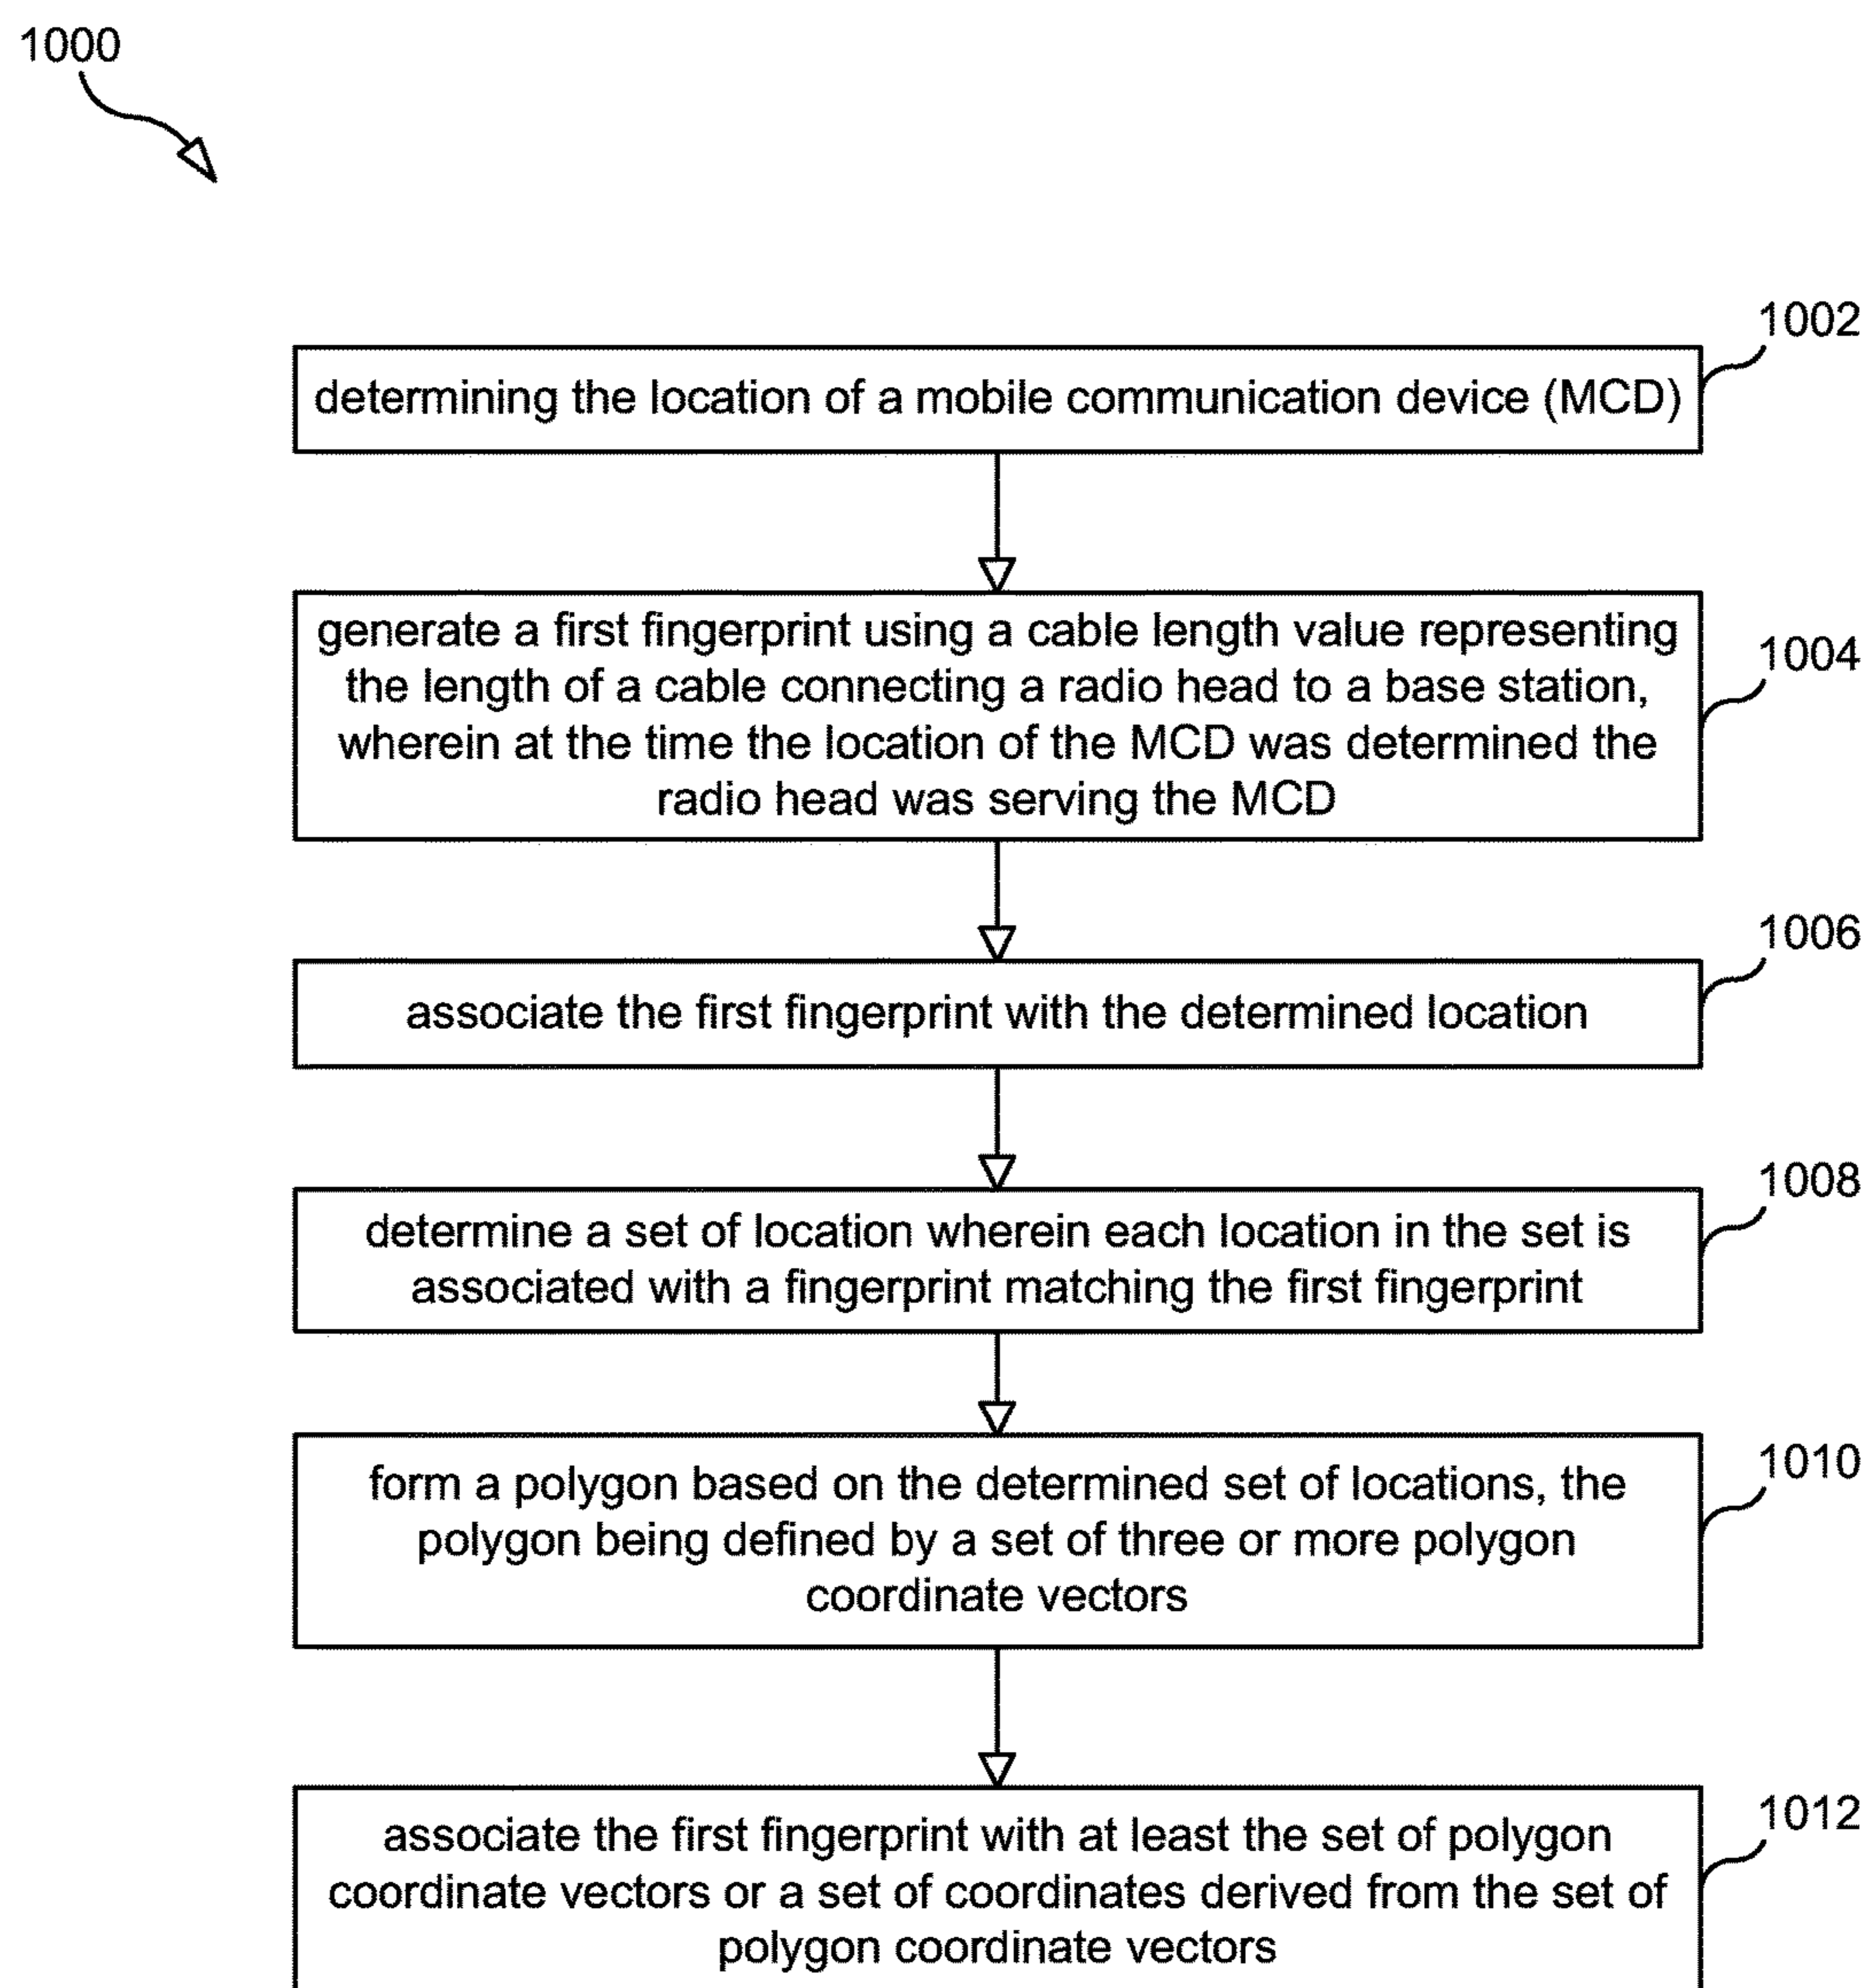 1000
1002
determining the location of a mobile communication device (MCD)
generate a first fingerprint using a cable length value representing
the length of a cable connecting a radio head to a base station,
wherein at the time the location of the MCD was determined the
radio head was serving the MCD
1004
1006
associate the first fingerprint with the determined location
1008
determine a set of location wherein each location in the set is
associated with a fingerprint matching the first fingerprint
1010
form a polygon based on the determined set of locations, the
polygon being defined by a set of three or more polygon
coordinate vectors
1012
associate the first fingerprint with at least the set of polygon
coordinate vectors or a set of coordinates derived from the set of
polygon coordinate vectors